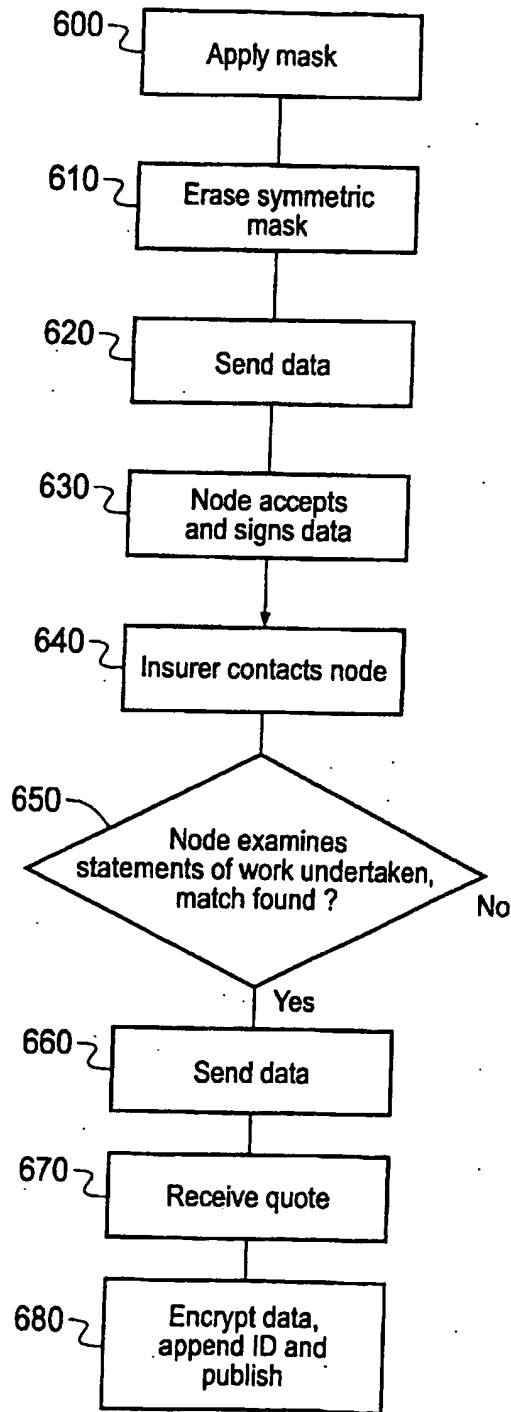 600
Apply mask
610
Erase symmetric
mask
620
Send data
630
Node accepts
and signs data
640
Insurer contacts node
650
Node examines
statements of work undertaken,
match found ?
No
Yes
660
Send data
670
Receive quote
680
Encrypt data,
append ID and
publish